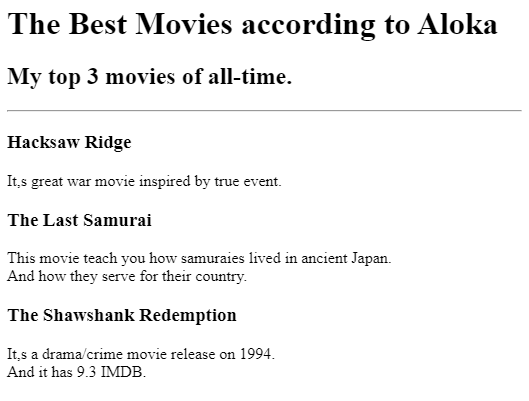 The Best Movies according to Aloka
My top 3 movies of all-time.
Hacksaw Ridge
It,s great war movie inspired by true event.
The Last Samurai
This movie teach you how samuraies lived in ancient Japan.
And how they serve for their country.
The Shawshank Redemption
It,s a drama/crime movie release on 1994.
And it has 9.3 IMDB.